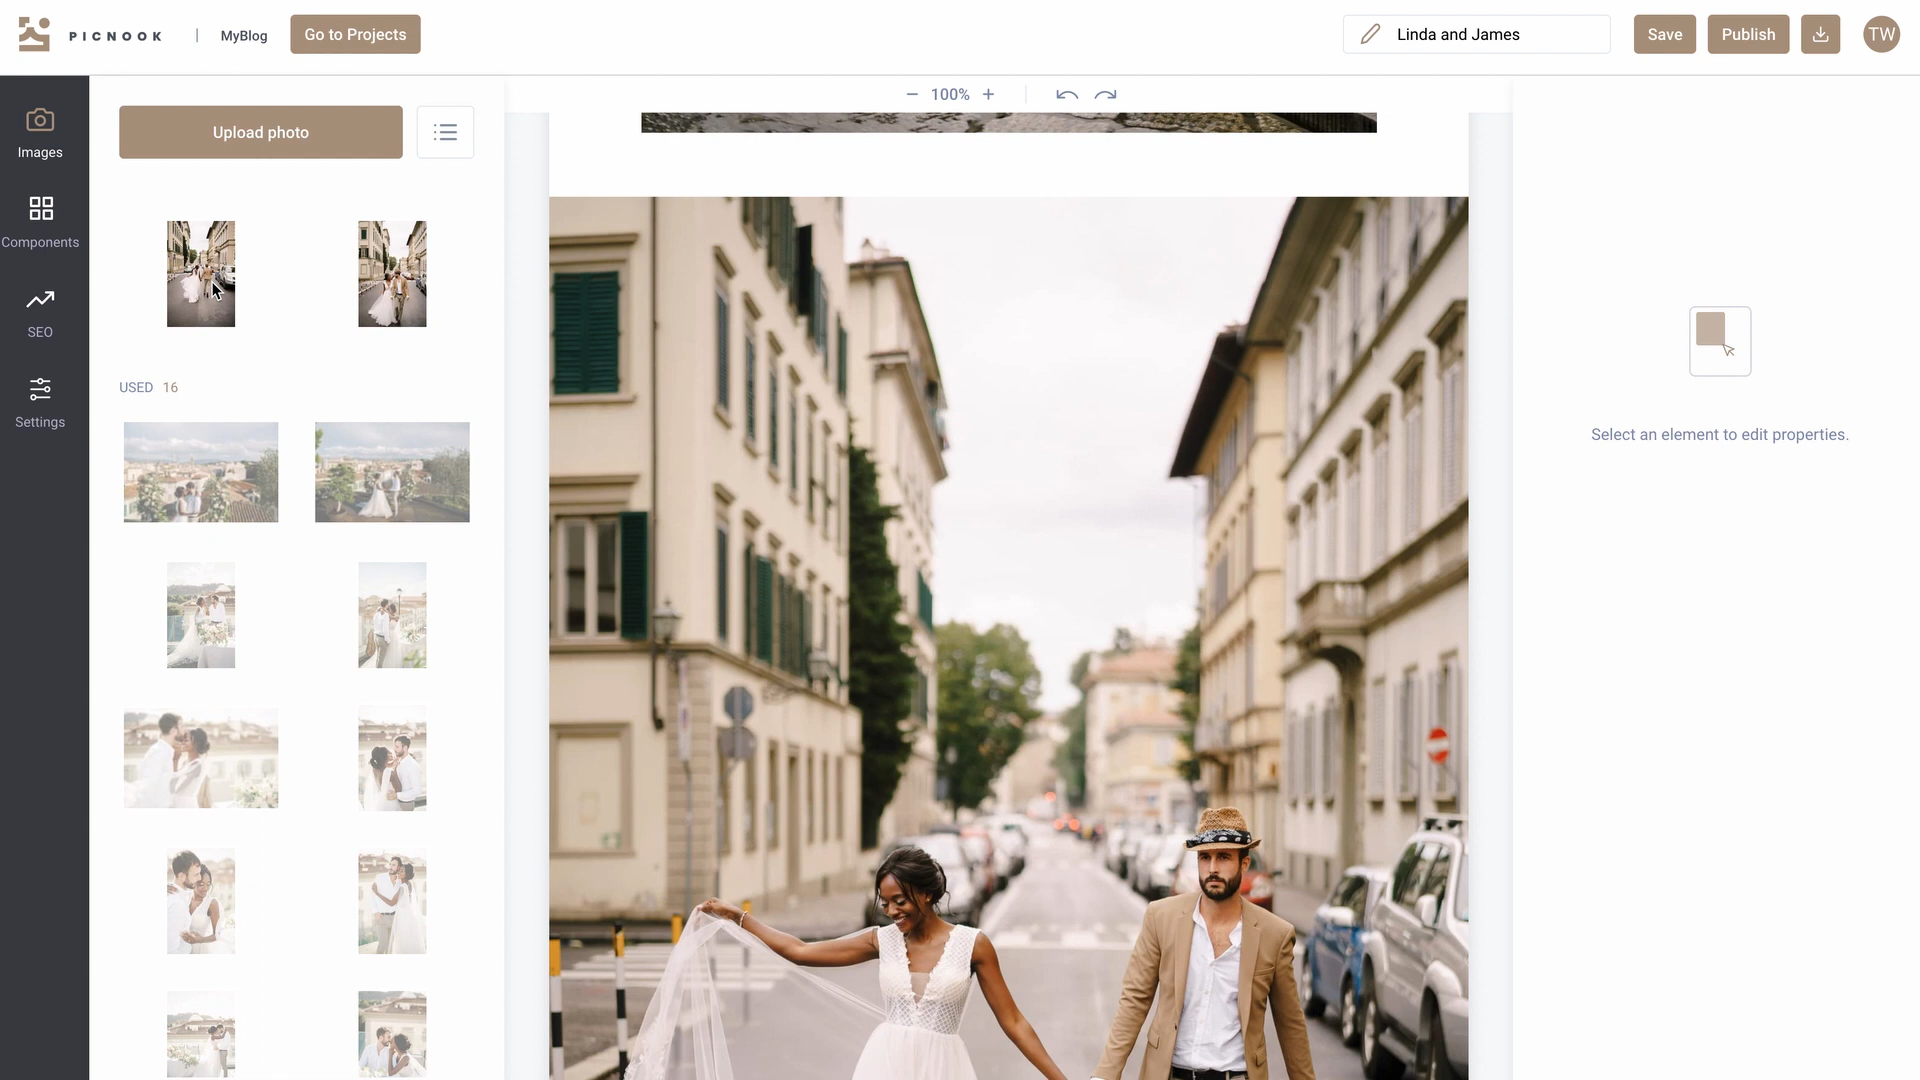 PICNOOK | MyBlog Go to Projects Linda and James Save Publish TW
− 100% +
Upload photo
Images
Components
SEO
Settings
USED 16
Select an element to edit properties.